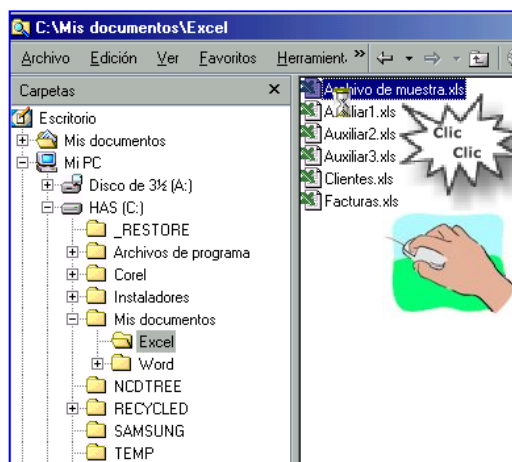 C:\Mis documentos\Excel
Archivo Edición Ver Favoritos Herramient. »
Carpetas
Escritorio
Mis documentos
Mi PC
Disco de 3½ (A:)
HAS (C:)
_RESTORE
Archivos de programa
Corel
Instaladores
Mis documentos
Excel
Word
NCDTREE
RECYCLED
SAMSUNG
TEMP
Archivo de muestra.xls
Auxiliar1.xls
Auxiliar2.xls
Auxiliar3.xls
Clientes.xls
Facturas.xls
Clic
Clic